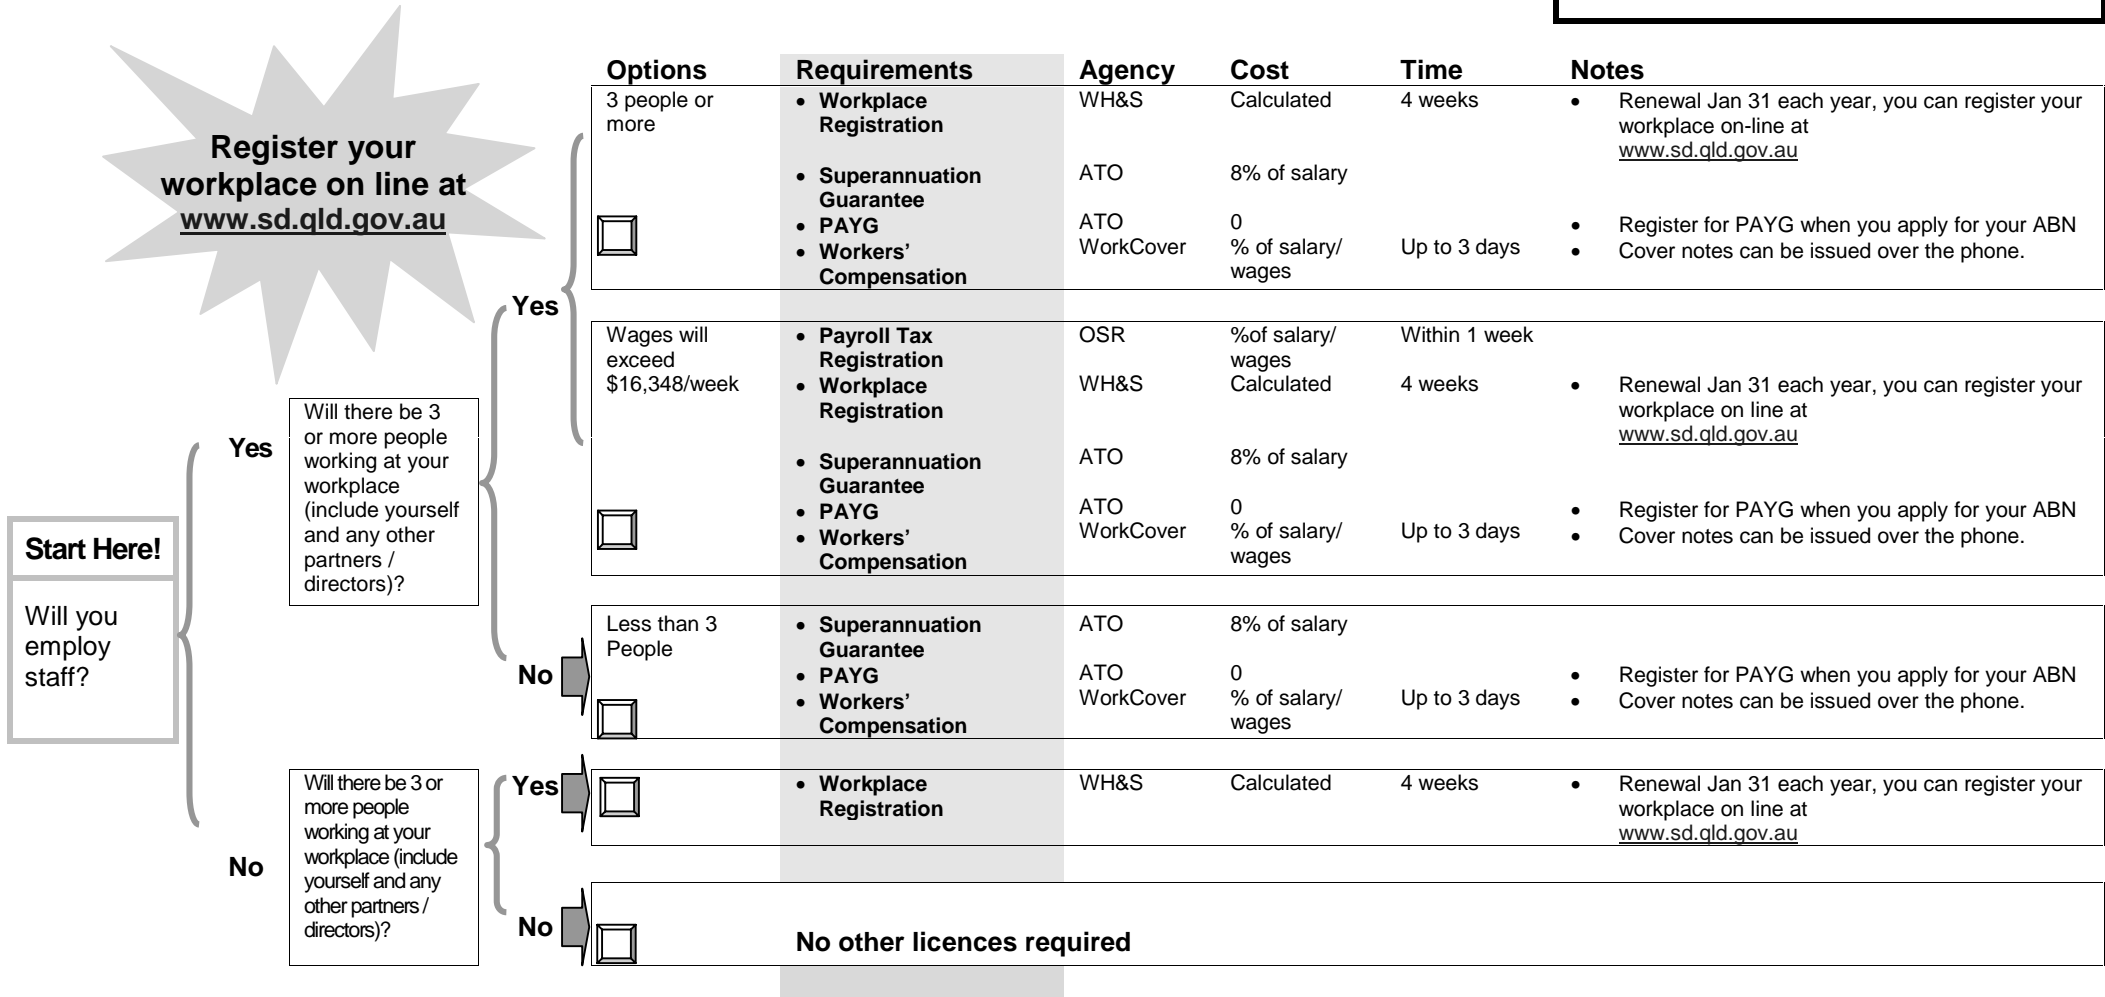 Register your
workplace on line at
www.sd.qld.gov.au
Start Here!
Will you
employ
staff?
Yes
Will there be 3
or more people
working at your
workplace
(include yourself
and any other
partners /
directors)?
No
Will there be 3 or
more people
working at your
workplace (include
yourself and any
other partners /
directors)?
Options Requirements Agency Cost Time Notes
Yes
3 people or
more
• Workplace
Registration
WH&S Calculated 4 weeks
• Renewal Jan 31 each year, you can register your
workplace on-line at
www.sd.qld.gov.au
• Superannuation
Guarantee
ATO 8% of salary
• PAYG ATO 0 • Register for PAYG when you apply for your ABN
• Workers’
Compensation
WorkCover % of salary/
wages
Up to 3 days • Cover notes can be issued over the phone.
Wages will
exceed
$16,348/week
• Payroll Tax
Registration
OSR %of salary/
wages
Within 1 week
• Workplace
Registration
WH&S Calculated 4 weeks
• Renewal Jan 31 each year, you can register your
workplace on line at
www.sd.qld.gov.au
• Superannuation
Guarantee
ATO 8% of salary
• PAYG ATO 0 • Register for PAYG when you apply for your ABN
• Workers’
Compensation
WorkCover % of salary/
wages
Up to 3 days • Cover notes can be issued over the phone.
No
Less than 3
People
• Superannuation
Guarantee
ATO 8% of salary
• PAYG ATO 0 • Register for PAYG when you apply for your ABN
• Workers’
Compensation
WorkCover % of salary/
wages
Up to 3 days • Cover notes can be issued over the phone.
Yes
• Workplace
Registration
WH&S Calculated 4 weeks
• Renewal Jan 31 each year, you can register your
workplace on line at
www.sd.qld.gov.au
No
No other licences required